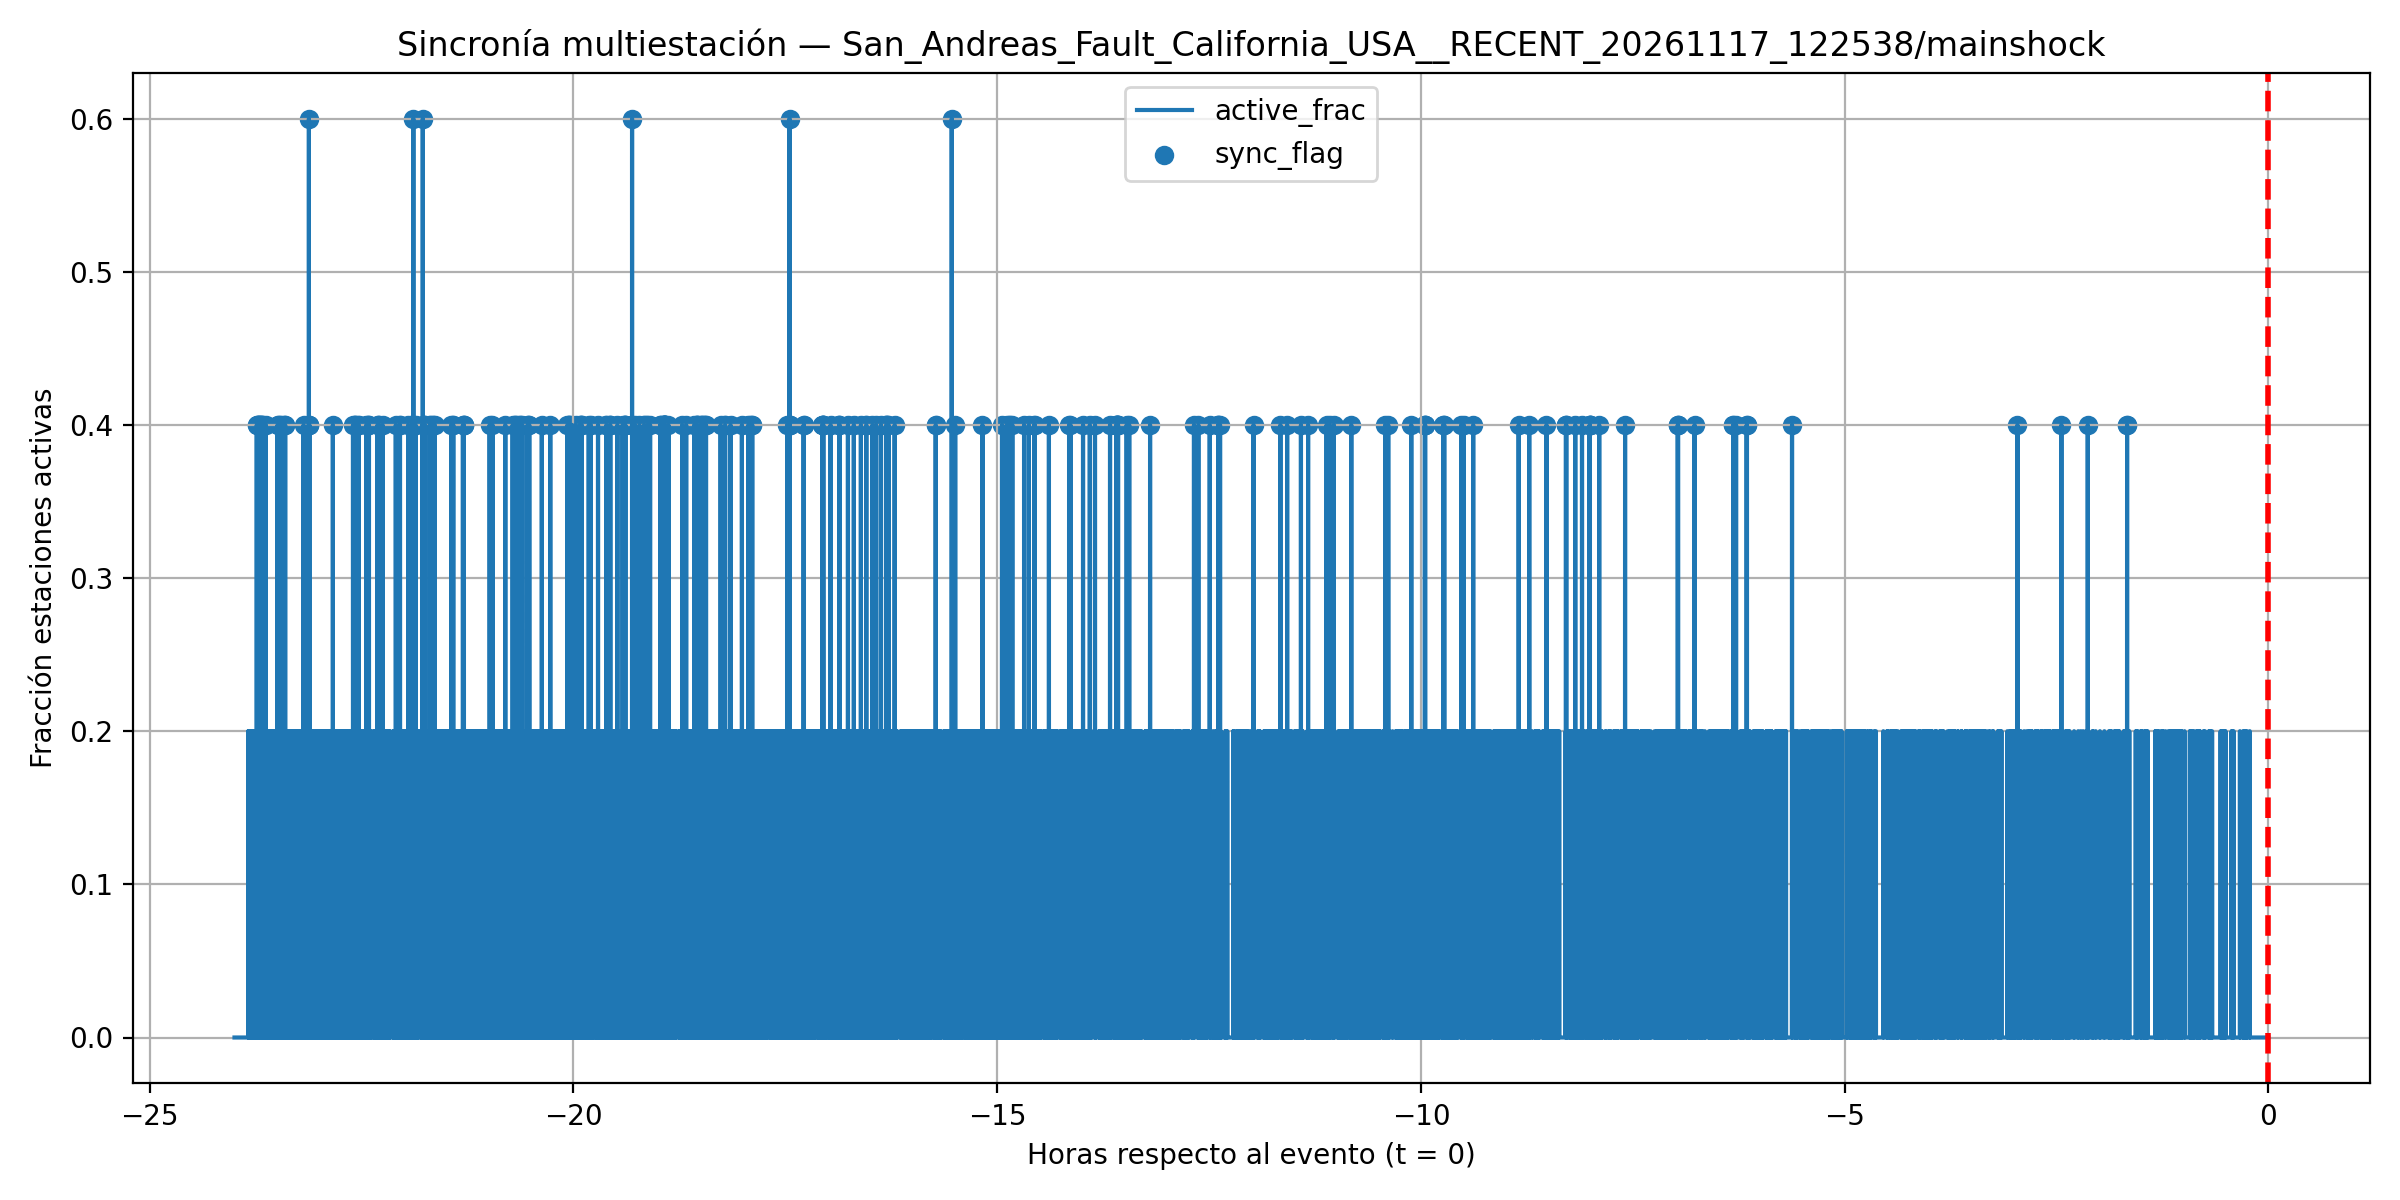 Sincronía multiestación — San_Andreas_Fault_California_USA__RECENT_20261117_122538/mainshock
active_frac
sync_flag
Fracción estaciones activas
0.6
0.5
0.4
0.3
0.2
0.1
0.0
−25
−20
−15
−10
−5
0
Horas respecto al evento (t = 0)